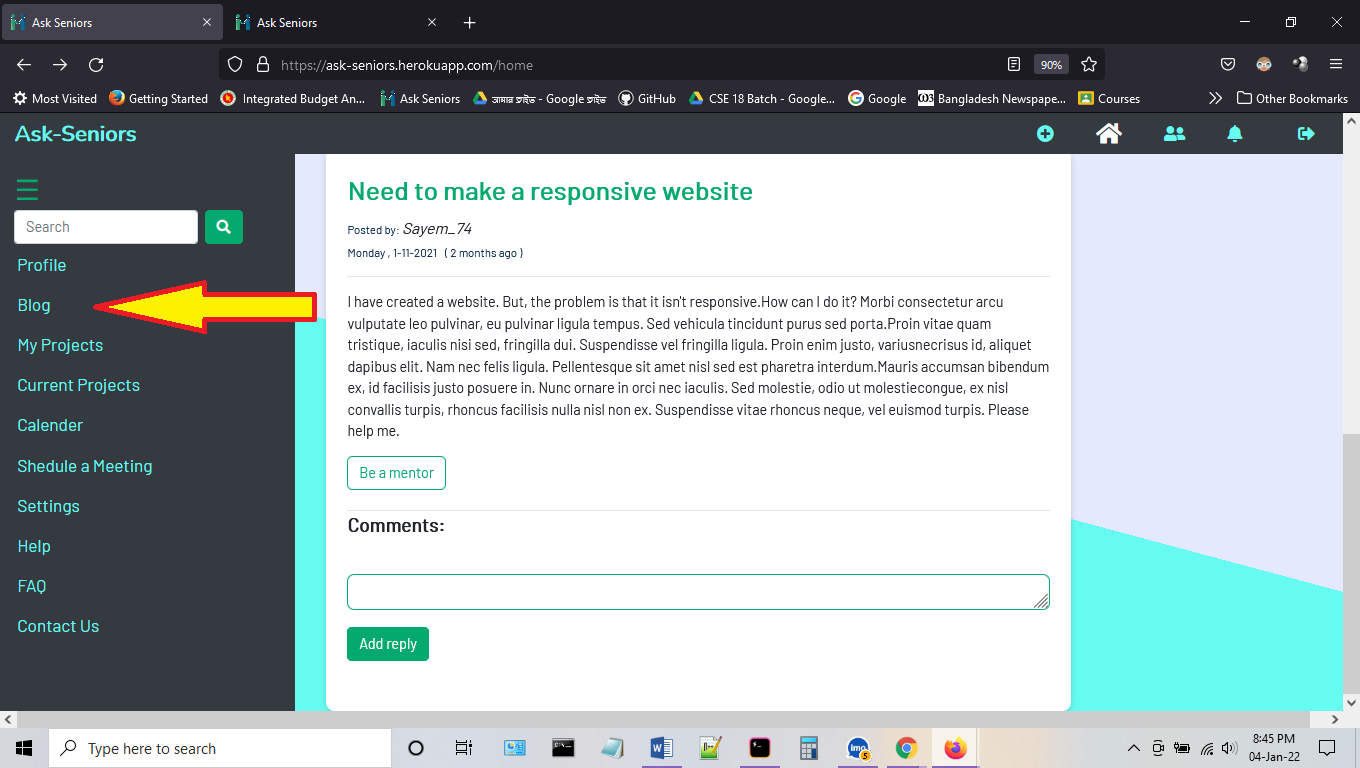 Ask Seniors
Ask Seniors
https://ask-seniors.herokuapp.com/home
90%
Most Visited
Getting Started
Integrated Budget An...
Ask Seniors
আমার ড্রাইভ - Google ড্রাইভ
GitHub
CSE 18 Batch - Google...
Google
Bangladesh Newspape...
Courses
Other Bookmarks
Ask-Seniors
Search
Profile
Blog
My Projects
Current Projects
Calender
Shedule a Meeting
Settings
Help
FAQ
Contact Us
Need to make a responsive website
Posted by: Sayem_74
Monday , 1-11-2021 ( 2 months ago )
I have created a website. But, the problem is that it isn't responsive.How can I do it? Morbi consectetur arcu
vulputate leo pulvinar, eu pulvinar ligula tempus. Sed vehicula tincidunt purus sed porta.Proin vitae quam
tristique, iaculis nisi sed, fringilla dui. Suspendisse vel fringilla ligula. Proin enim justo, variusnecrisus id, aliquet
dapibus elit. Nam nec felis ligula. Pellentesque sit amet nisl sed est pharetra interdum.Mauris accumsan bibendum
ex, id facilisis justo posuere in. Nunc ornare in orci nec iaculis. Sed molestie, odio ut molestiecongue, ex nisl
convallis turpis, rhoncus facilisis nulla nisl non ex. Suspendisse vitae rhoncus neque, vel euismod turpis. Please
help me.
Be a mentor
Comments:
Add reply
Type here to search
img
5
8:45 PM
04-Jan-22